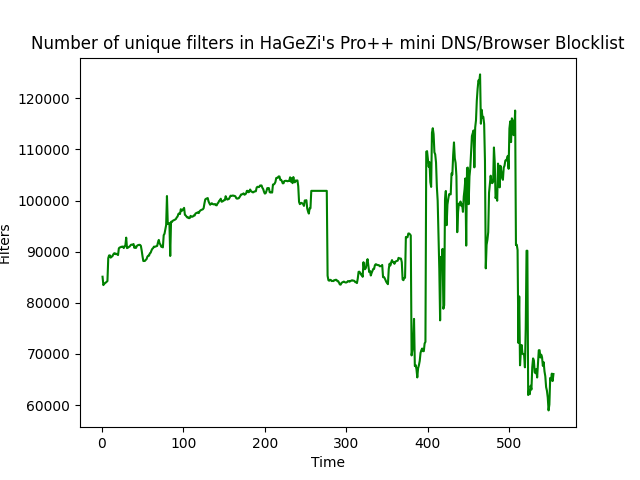 Number of unique filters in HaGeZi's Pro++ mini DNS/Browser Blocklist
120000
110000
100000
90000
80000
70000
60000
Filters
0 100 200 300 400 500
Time